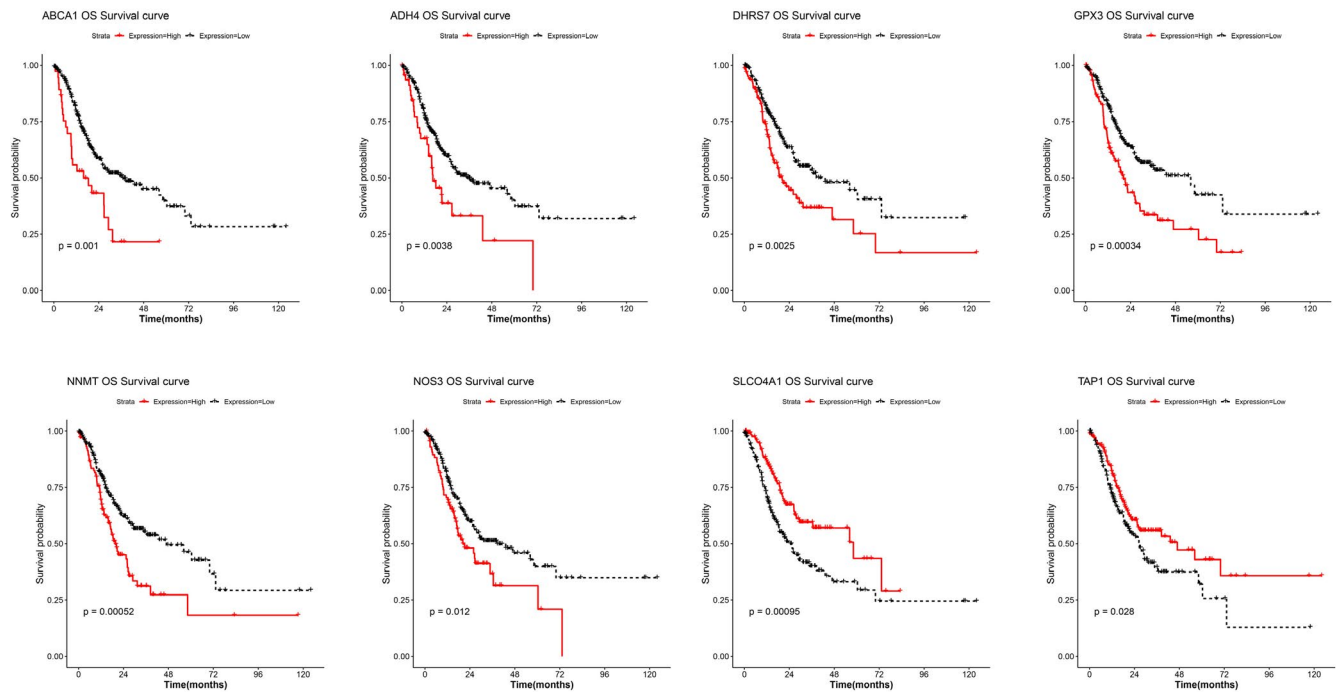 ABCA1 OS Survival curve
Strata Expression=High Expression=Low
Survival probability
1.00
0.75
0.50
0.25
0.00
p = 0.001
0 24 48 72 96 120
Time(months)
ADH4 OS Survival curve
Strata Expression=High Expression=Low
Survival probability
1.00
0.75
0.50
0.25
0.00
p = 0.0038
0 24 48 72 96 120
Time(months)
DHRS7 OS Survival curve
Strata Expression=High Expression=Low
Survival probability
1.00
0.75
0.50
0.25
0.00
p = 0.0025
0 24 48 72 96 120
Time(months)
GPX3 OS Survival curve
Strata Expression=High Expression=Low
Survival probability
1.00
0.75
0.50
0.25
0.00
p = 0.00034
0 24 48 72 96 120
Time(months)
NNMT OS Survival curve
Strata Expression=High Expression=Low
Survival probability
1.00
0.75
0.50
0.25
0.00
p = 0.00052
0 24 48 72 96 120
Time(months)
NOS3 OS Survival curve
Strata Expression=High Expression=Low
Survival probability
1.00
0.75
0.50
0.25
0.00
p = 0.012
0 24 48 72 96 120
Time(months)
SLCO4A1 OS Survival curve
Strata Expression=High Expression=Low
Survival probability
1.00
0.75
0.50
0.25
0.00
p = 0.00095
0 24 48 72 96 120
Time(months)
TAP1 OS Survival curve
Strata Expression=High Expression=Low
Survival probability
1.00
0.75
0.50
0.25
0.00
p = 0.028
0 24 48 72 96 120
Time(months)